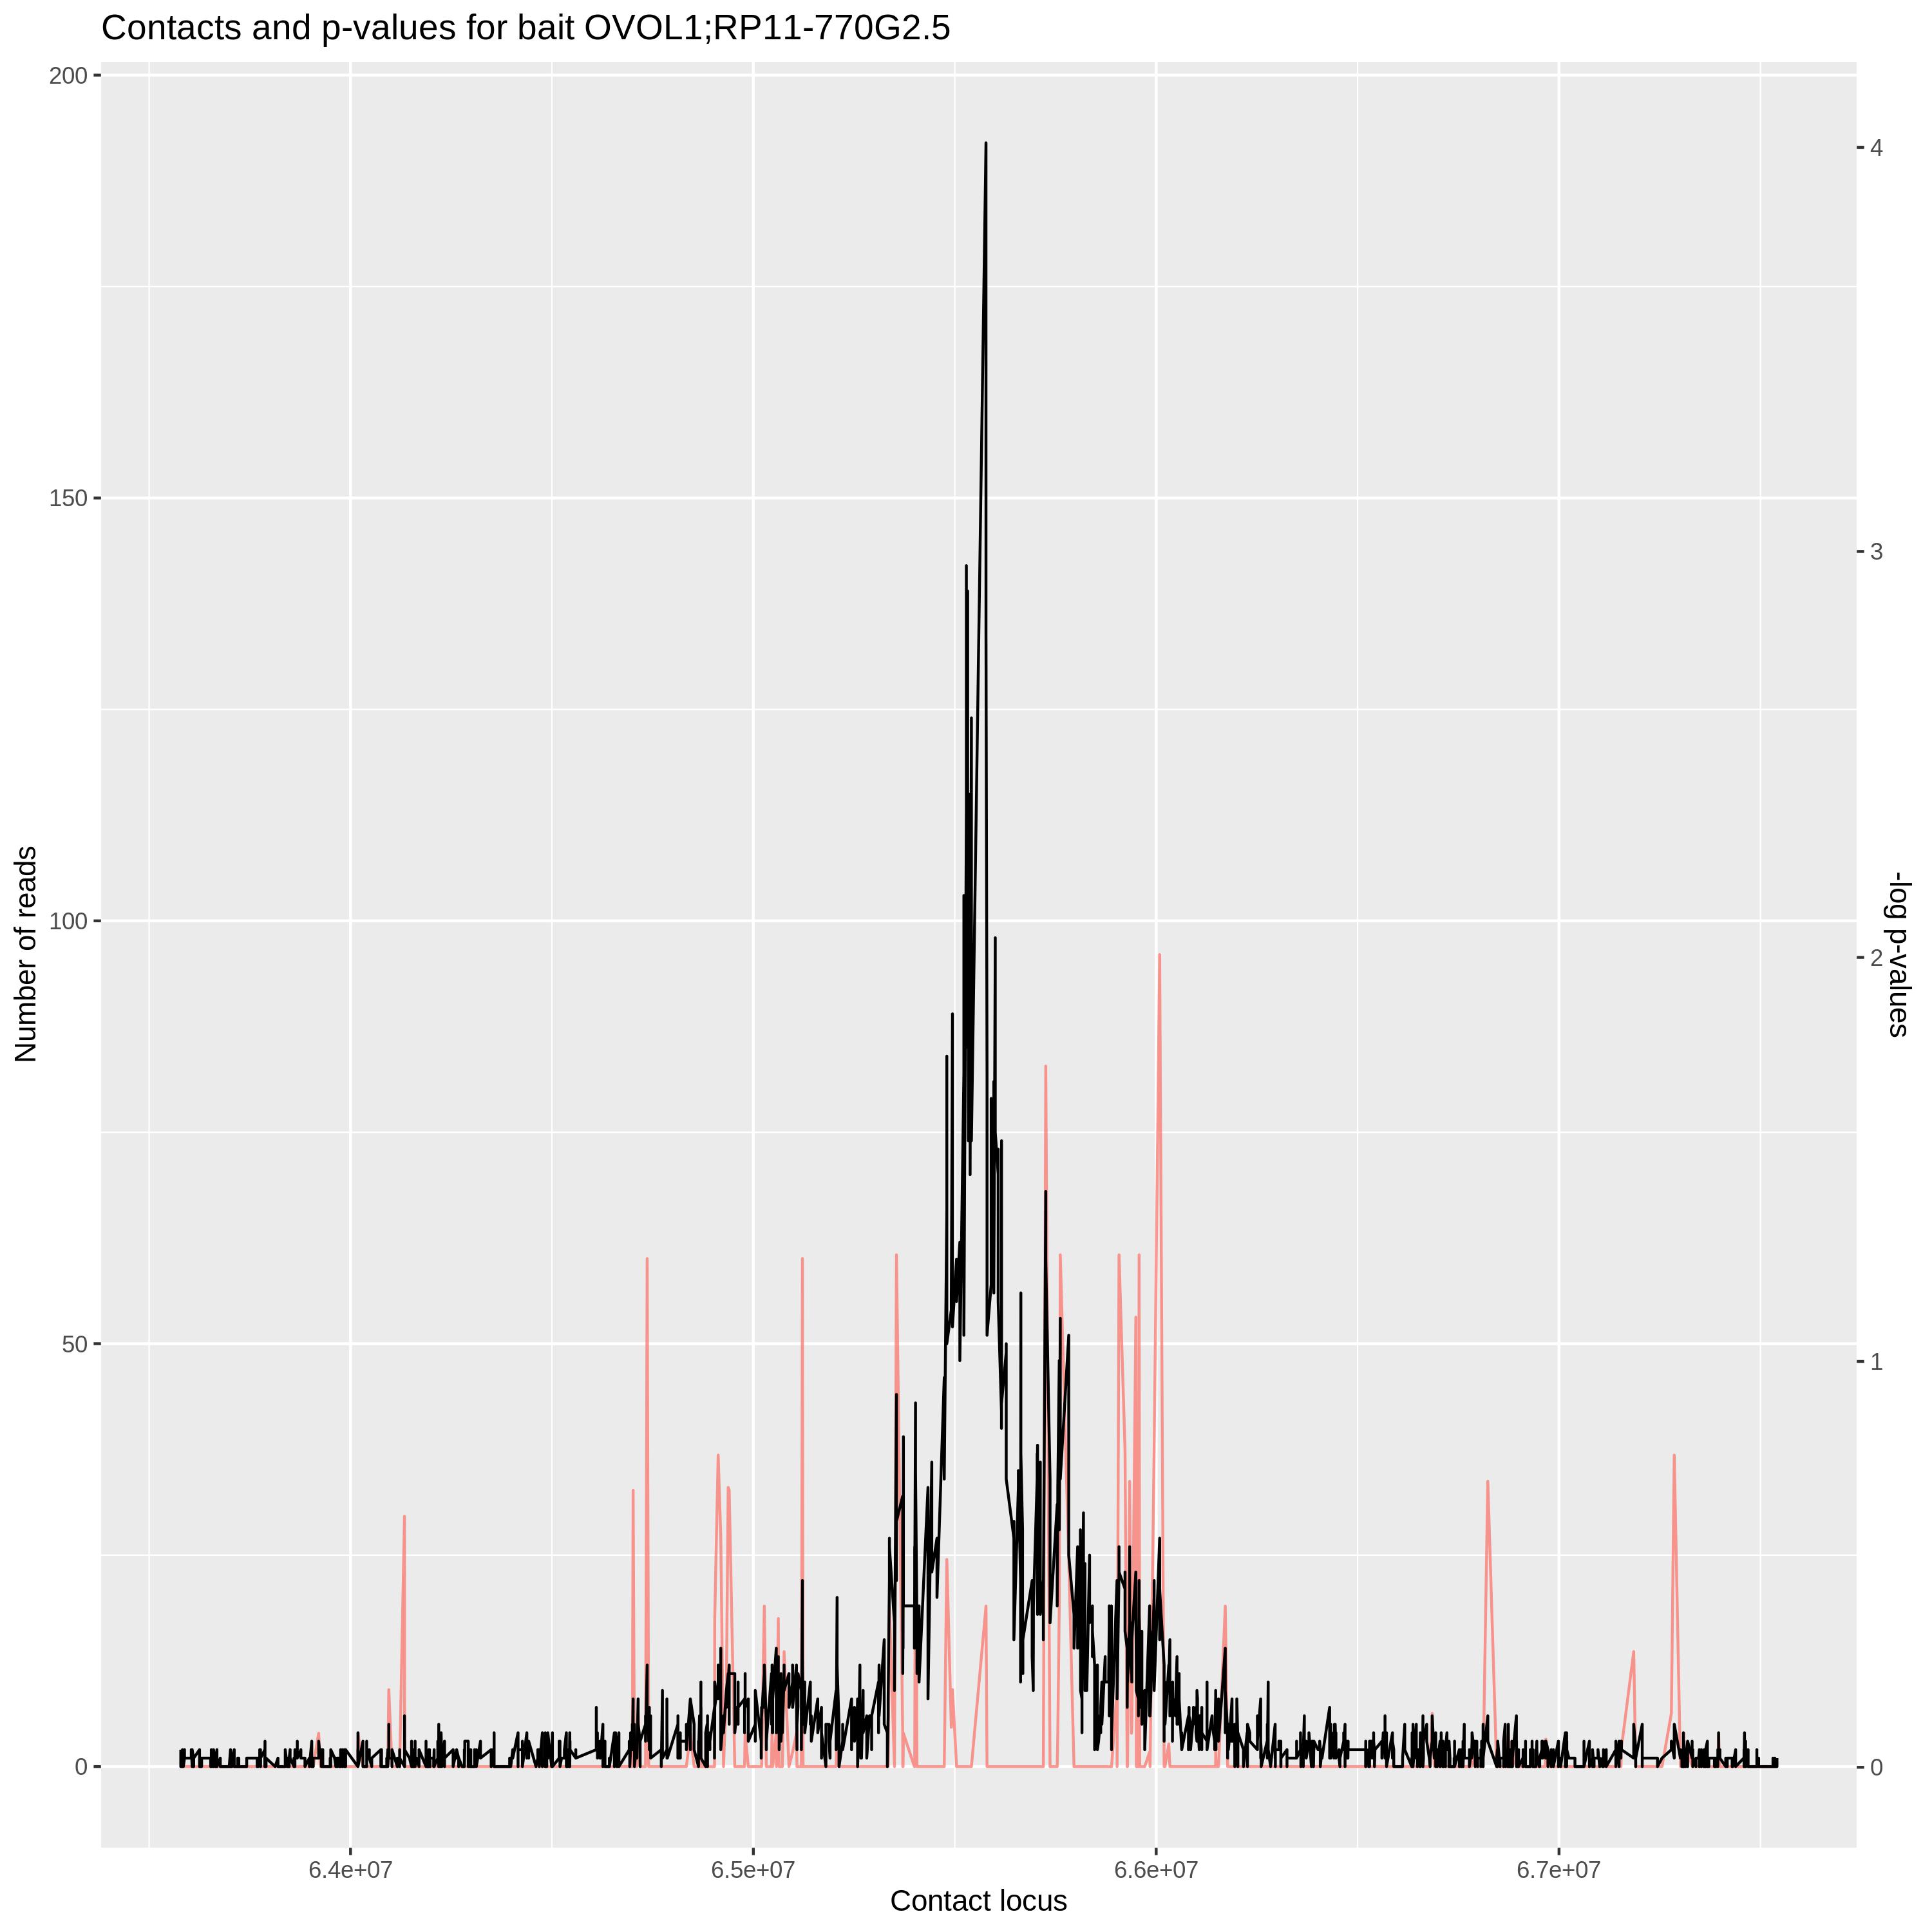 Contacts and p-values for bait OVOL1;RP11-770G2.5
200
150
100
50
0
4
3
2
1
0
Number of reads
-log p-values
6.4e+07 6.5e+07 6.6e+07 6.7e+07
Contact locus